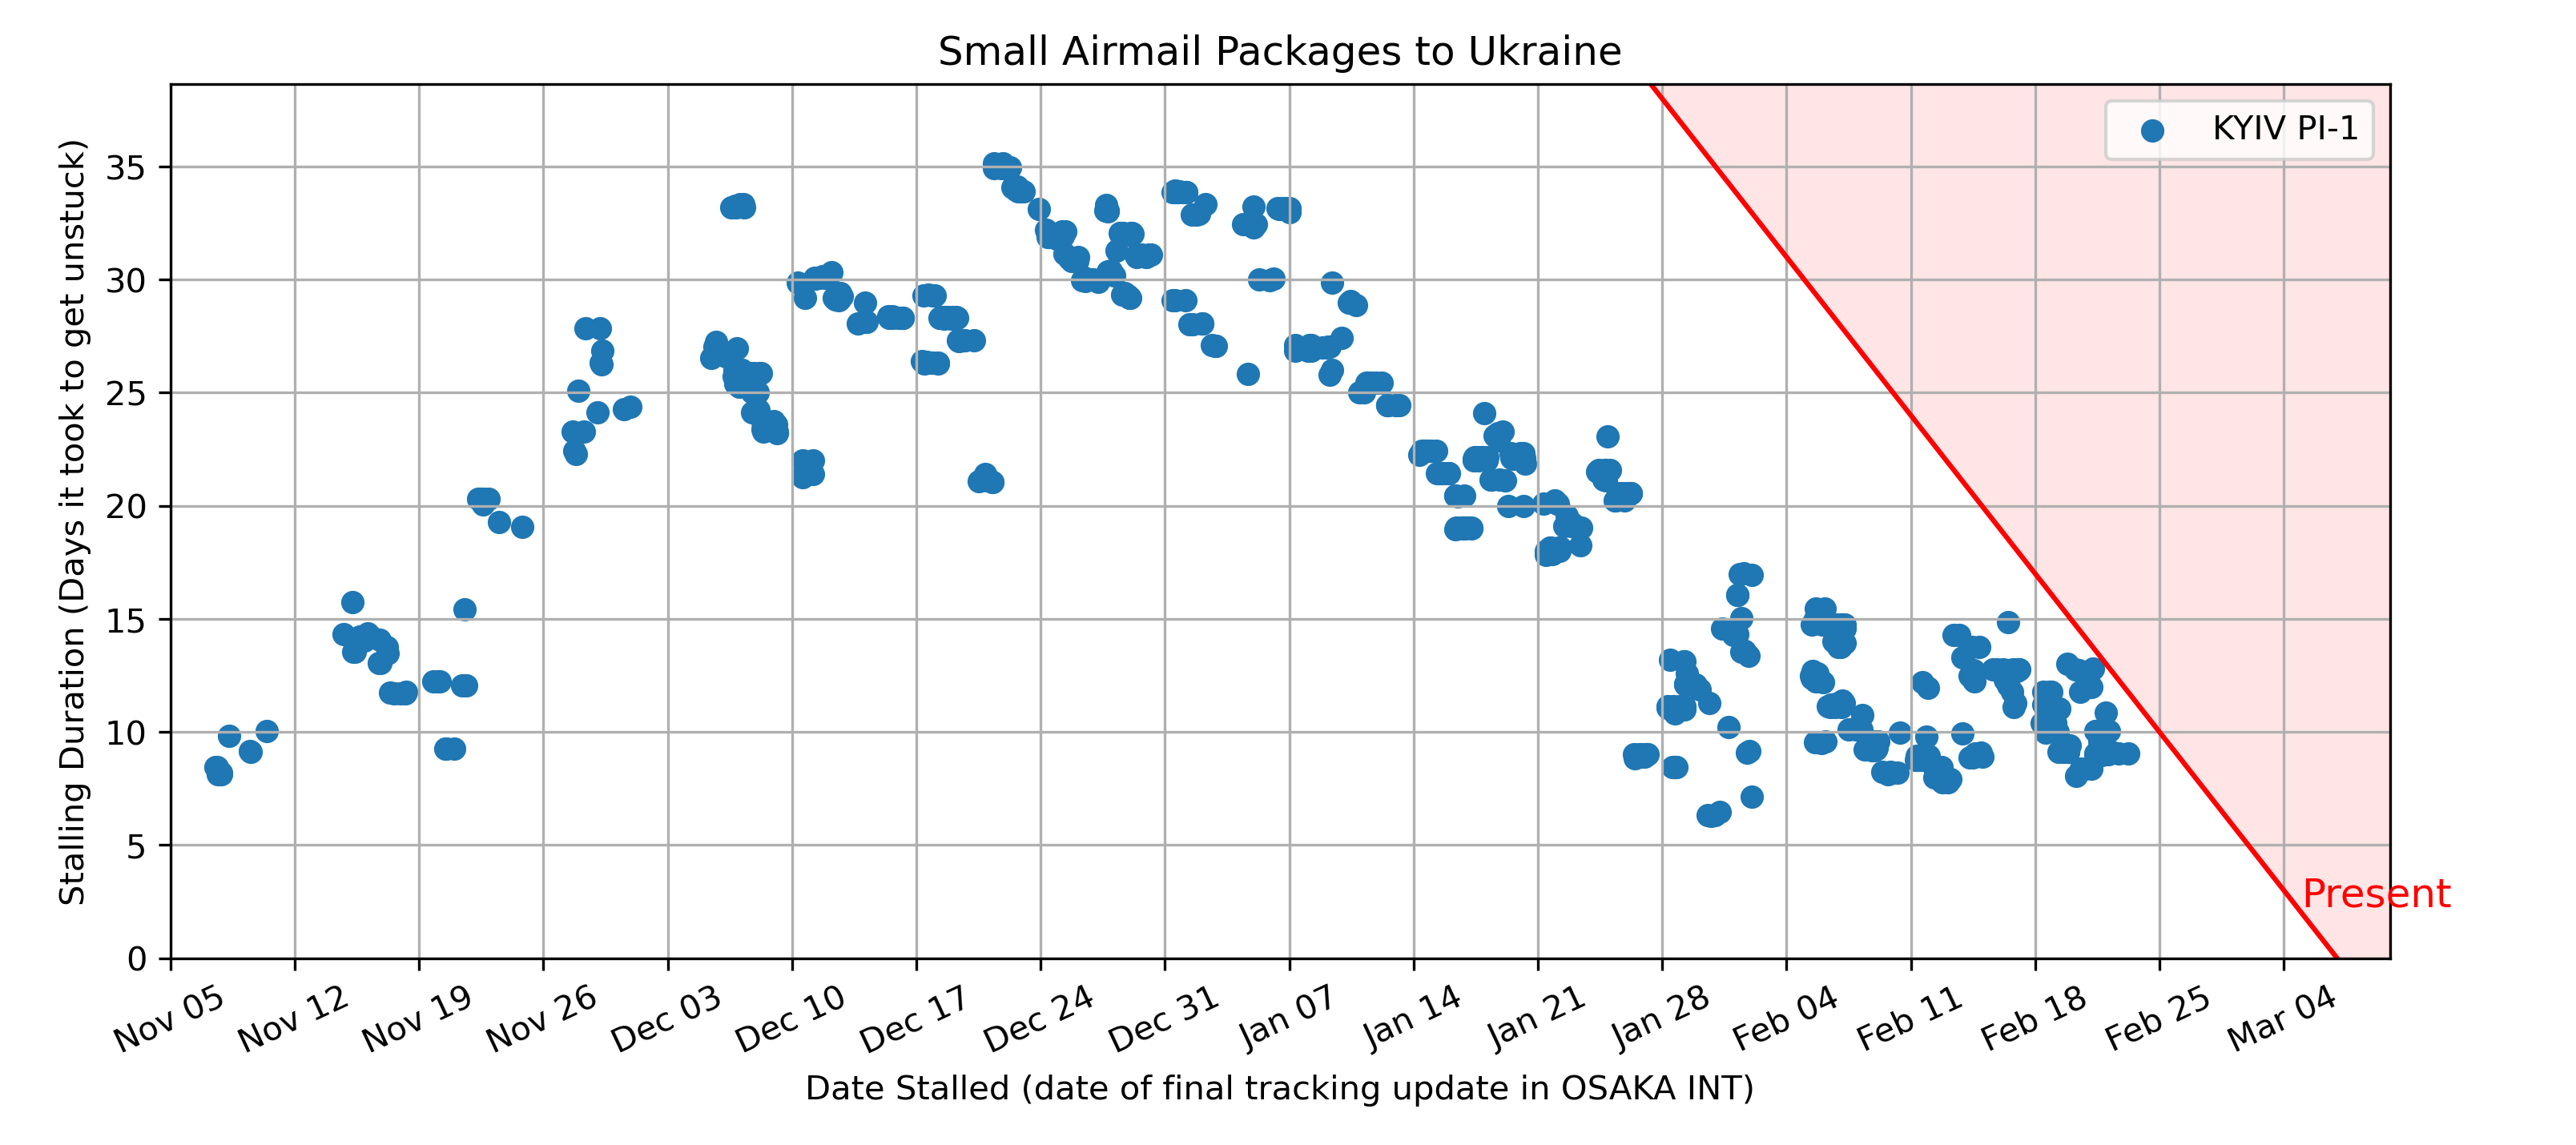 Small Airmail Packages to Ukraine
KYIV PI-1
Stalling Duration (Days it took to get unstuck)
35
30
25
20
15
10
5
0
Present
Nov 05
Nov 12
Nov 19
Nov 26
Dec 03
Dec 10
Dec 17
Dec 24
Dec 31
Jan 07
Jan 14
Jan 21
Jan 28
Feb 04
Feb 11
Feb 18
Feb 25
Mar 04
Date Stalled (date of final tracking update in OSAKA INT)